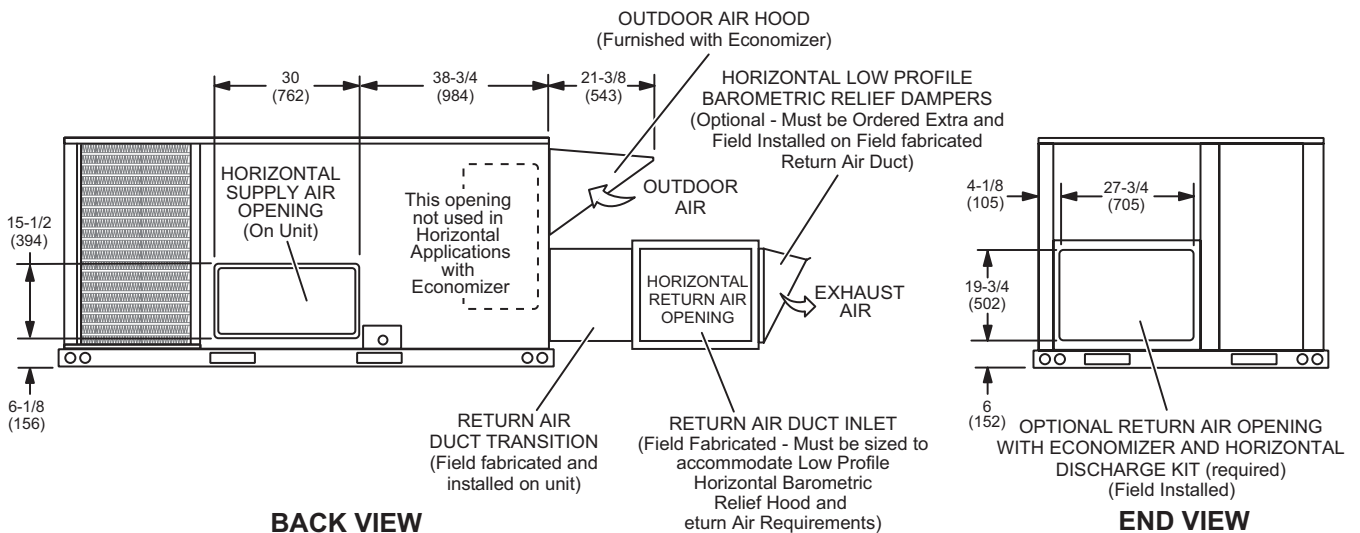 OUTDOOR AIR HOOD
(Furnished with Economizer)
30
(762)
38-3/4
(984)
21-3/8
(543)
HORIZONTAL LOW PROFILE
BAROMETRIC RELIEF DAMPERS
(Optional - Must be Ordered Extra and
Field Installed on Field fabricated
Return Air Duct)
HORIZONTAL
SUPPLY AIR
OPENING
(On Unit)
This opening
not used in
Horizontal
Applications
with
Economizer
OUTDOOR
AIR
15-1/2
(394)
HORIZONTAL
RETURN AIR
OPENING
EXHAUST
AIR
6-1/8
(156)
RETURN AIR
DUCT TRANSITION
(Field fabricated and
installed on unit)
RETURN AIR DUCT INLET
(Field Fabricated - Must be sized to
accommodate Low Profile
Horizontal Barometric
Relief Hood and
eturn Air Requirements)
BACK VIEW
4-1/8
(105)
27-3/4
(705)
19-3/4
(502)
6
(152)
OPTIONAL RETURN AIR OPENING
WITH ECONOMIZER AND HORIZONTAL
DISCHARGE KIT (required)
(Field Installed)
END VIEW